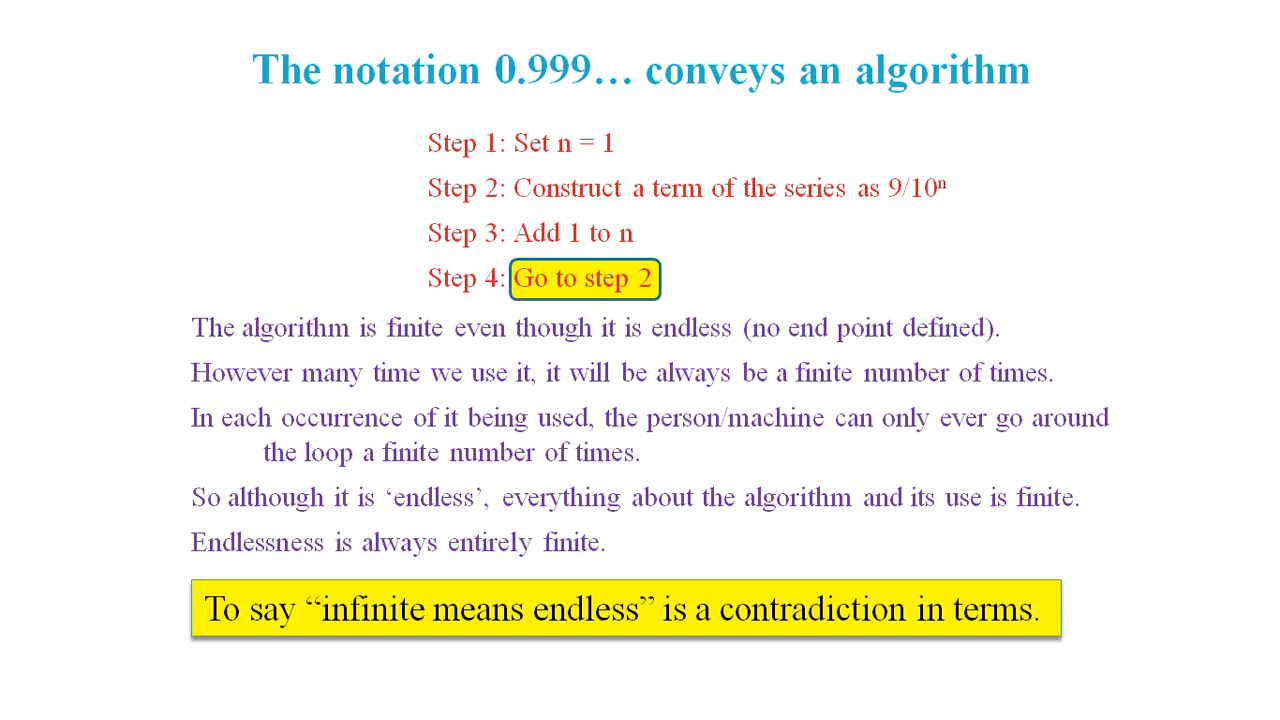 The notation 0.999… conveys an algorithm
Step 1: Set n = 1
Step 2: Construct a term of the series as 9/10ⁿ
Step 3: Add 1 to n
Step 4: Go to step 2
The algorithm is finite even though it is endless (no end point defined).
However many time we use it, it will be always be a finite number of times.
In each occurrence of it being used, the person/machine can only ever go around
the loop a finite number of times.
So although it is ‘endless’, everything about the algorithm and its use is finite.
Endlessness is always entirely finite.
To say “infinite means endless” is a contradiction in terms.